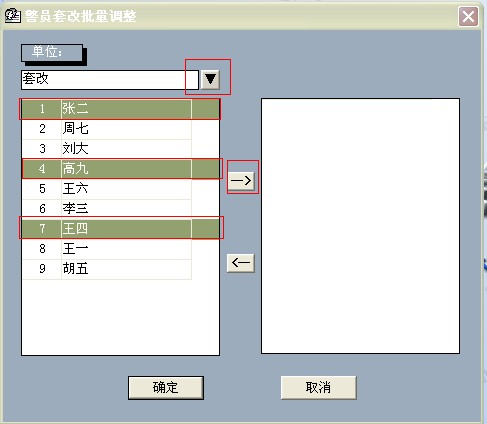 警员套改批量调整
单位:
套改
1 张二
2 周七
3 刘大
4 高九
5 王六
6 李三
7 王四
8 王一
9 胡五
—>
<—
确定
取消